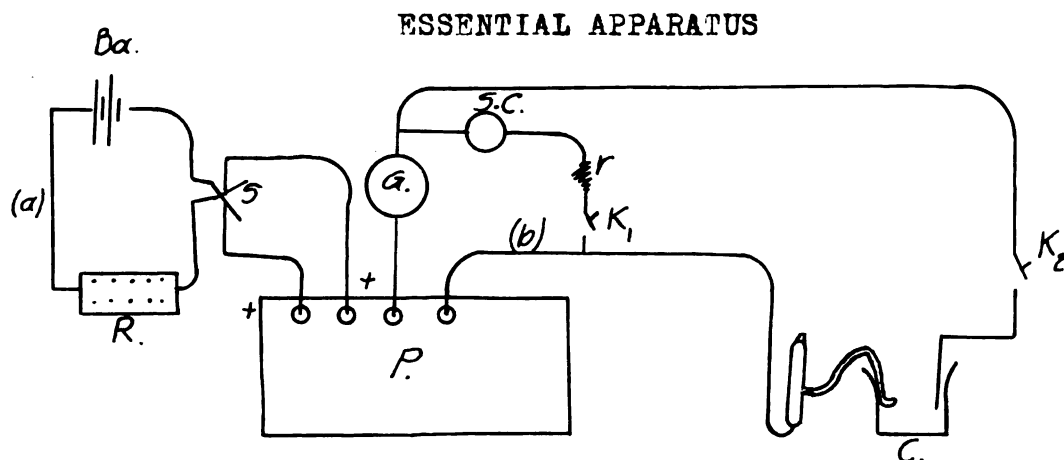 ESSENTIAL APPARATUS
Ba.
S.C.
G.
r
K1
K2
(a)
S
(b)
+
+
R.
P.
C.